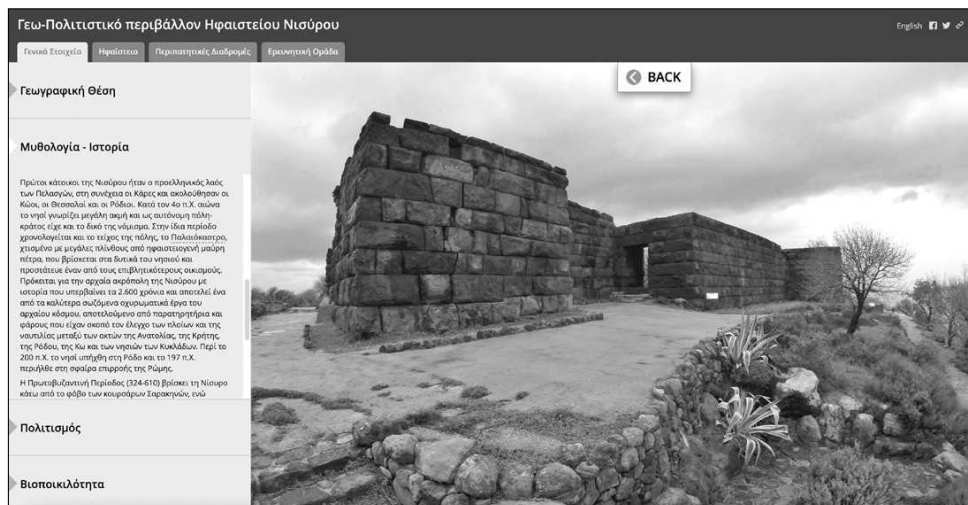 Γεω-Πολιτιστικό περιβάλλον Ηφαιστείου Νισύρου
English
Γενικά Στοιχεία
Ηφαίστεια
Περιπατητικές Διαδρομές
Ερευνητική Ομάδα
BACK
Γεωγραφική Θέση
Μυθολογία - Ιστορία
Πρώτοι κάτοικοι της Νισύρου ήταν ο προελληνικός λαός
των Πελασγών, στη συνέχεια οι Κάρες και ακολούθησαν οι
Κώοι, οι Θεσσαλοί και οι Ρόδιοι. Κατά τον 4ο π.Χ. αιώνα
το νησί γνωρίζει μεγάλη ακμή και ως αυτόνομη πόλη-
κράτος είχε και το δικό της νόμισμα. Στην ίδια περίοδο
χρονολογείται και το τείχος της πόλης, το Παλαιόκαστρο,
χτισμένο με μεγάλες πλίνθους από ηφαιστειογενή μαύρη
πέτρα, που βρίσκεται στα δυτικά του νησιού και
προστάτευε έναν από τους επιβλητικότερους οικισμούς.
Πρόκειται για την αρχαία ακρόπολη της Νισύρου με
ιστορία που υπερβαίνει τα 2.600 χρόνια και αποτελεί ένα
από τα καλύτερα σωζόμενα οχυρωματικά έργα του
αρχαίου κόσμου, αποτελούμενο από παρατηρητήρια και
φάρους που είχαν σκοπό τον έλεγχο των πλοίων και της
ναυτιλίας μεταξύ των ακτών της Ανατολίας, της Κρήτης,
της Ρόδου, της Κω και των νησιών των Κυκλάδων. Περί το
200 π.Χ. το νησί υπήχθη στη Ρόδο και το 197 π.Χ.
περιήλθε στη σφαίρα επιρροής της Ρώμης.
Η Πρωτοβυζαντινή Περίοδος (324-610) βρίσκει τη Νίσυρο
κάτω από το φόβο των κουρσάρων Σαρακηνών, ενώ
Πολιτισμός
Βιοποικιλότητα